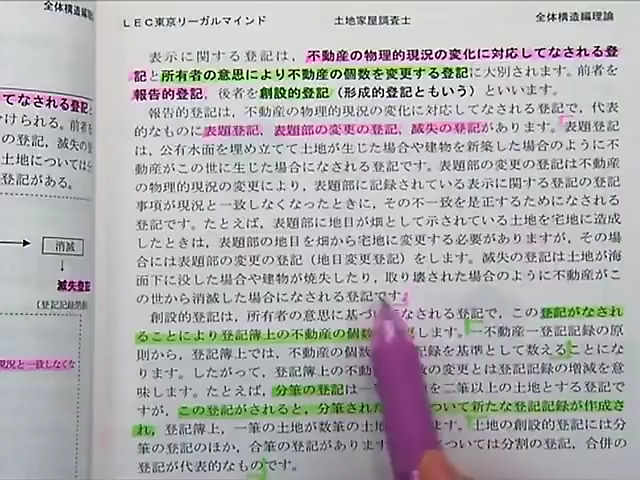 全体構造編
てなされる登記
けられる。前者を
の登記，滅失の
土地については
登記がある。
消滅
滅失登記
(登記記録閉鎖
現況と一致しなくな
ＬＥＣ東京リーガルマインド　土地家屋調査士　全体構造編理論
表示に関する登記は，不動産の物理的現況の変化に対応してなされる登
記と所有者の意思により不動産の個数を変更する登記に大別されます。前者を
報告的登記，後者を創設的登記（形成的登記ともいう）といいます。
報告的登記は，不動産の物理的現況の変化に対応してなされる登記で，代表
的なものに表題登記，表題部の変更の登記，滅失の登記があります。表題登記
は，公有水面を埋め立てて土地が生じた場合や建物を新築した場合のように不
動産がこの世に生じた場合になされる登記です。表題部の変更の登記は不動産
の物理的現況の変更により，表題部に記録されている表示に関する登記の登記
事項が現況と一致しなくなったときに，その不一致を是正するためになされる
登記です。たとえば，表題部に地目が畑として示されている土地を宅地に造成
したときは，表題部の地目を畑から宅地に変更する必要がありますが，その場
合には表題部の変更の登記（地目変更登記）をします。滅失の登記は土地が海
面下に没した場合や建物が焼失したり，取り壊された場合のように不動産がこ
の世から消滅した場合になされる登記です。
創設的登記は，所有者の意思に基づ なされる登記で，この登記がなされ
ることにより登記簿上の不動産の個数 します。一不動産一登記記録の原
則から，登記簿上では，不動産の個数 記録を基準として数えることにな
ります。したがって，登記簿上の不動 数の変更とは登記記録の増減を意
味します。たとえば，分筆の登記は一 を二筆以上の土地とする登記で
すが，この登記がされると，分筆された ついて新たな登記記録が作成さ
れ，登記簿上，一筆の土地が数筆の土地 土地の創設的登記には分
筆の登記のほか，合筆の登記があります ついては分割の登記，合併の
登記が代表的なものです。